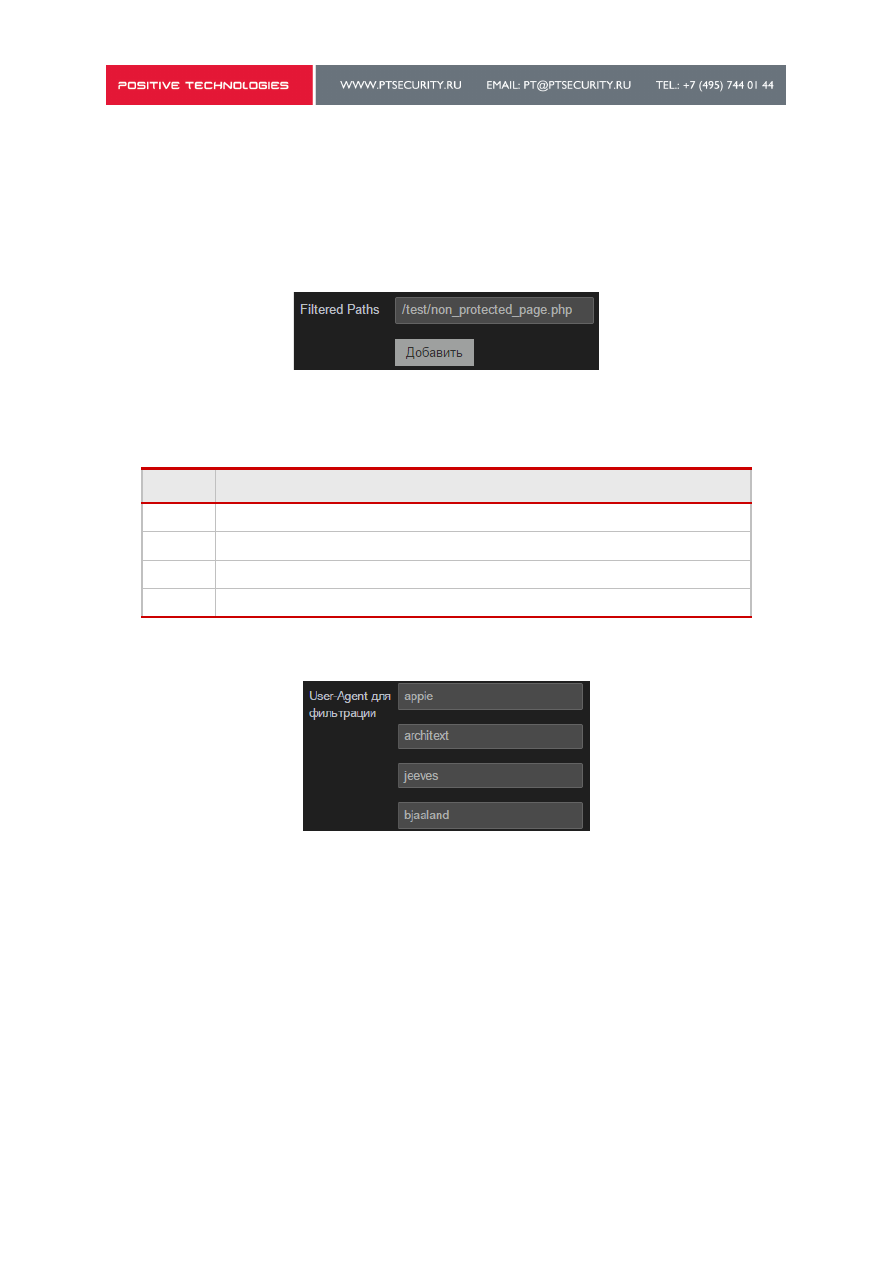 POSITIVE TECHNOLOGIES WWW.PTSECURITY.RU EMAIL: PT@PTSECURITY.RU TEL.: +7 (495) 744 01 44
Filtered Paths /test/non_protected_page.php
Добавить
User-Agent для appie
фильтрации
architext
jeeves
bjaaland